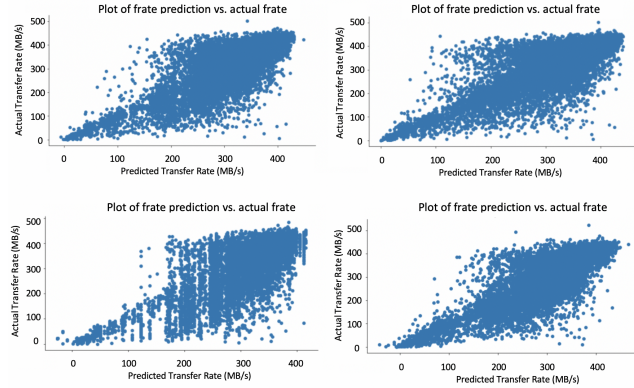 Plot of frate prediction vs. actual frate
Actual Transfer Rate (MB/s)
500
400
300
200
100
0
0 100 200 300 400
Predicted Transfer Rate (MB/s)
Plot of frate prediction vs. actual frate
Actual Transfer Rate (MB/s)
500
400
300
200
100
0
0 100 200 300 400
Predicted Transfer Rate (MB/s)
Plot of frate prediction vs. actual frate
Actual Transfer Rate (MB/s)
500
400
300
200
100
0
0 100 200 300 400
Predicted Transfer Rate (MB/s)
Plot of frate prediction vs. actual frate
Actual Transfer Rate (MB/s)
500
400
300
200
100
0
0 100 200 400
Predicted Transfer Rate (MB/s)